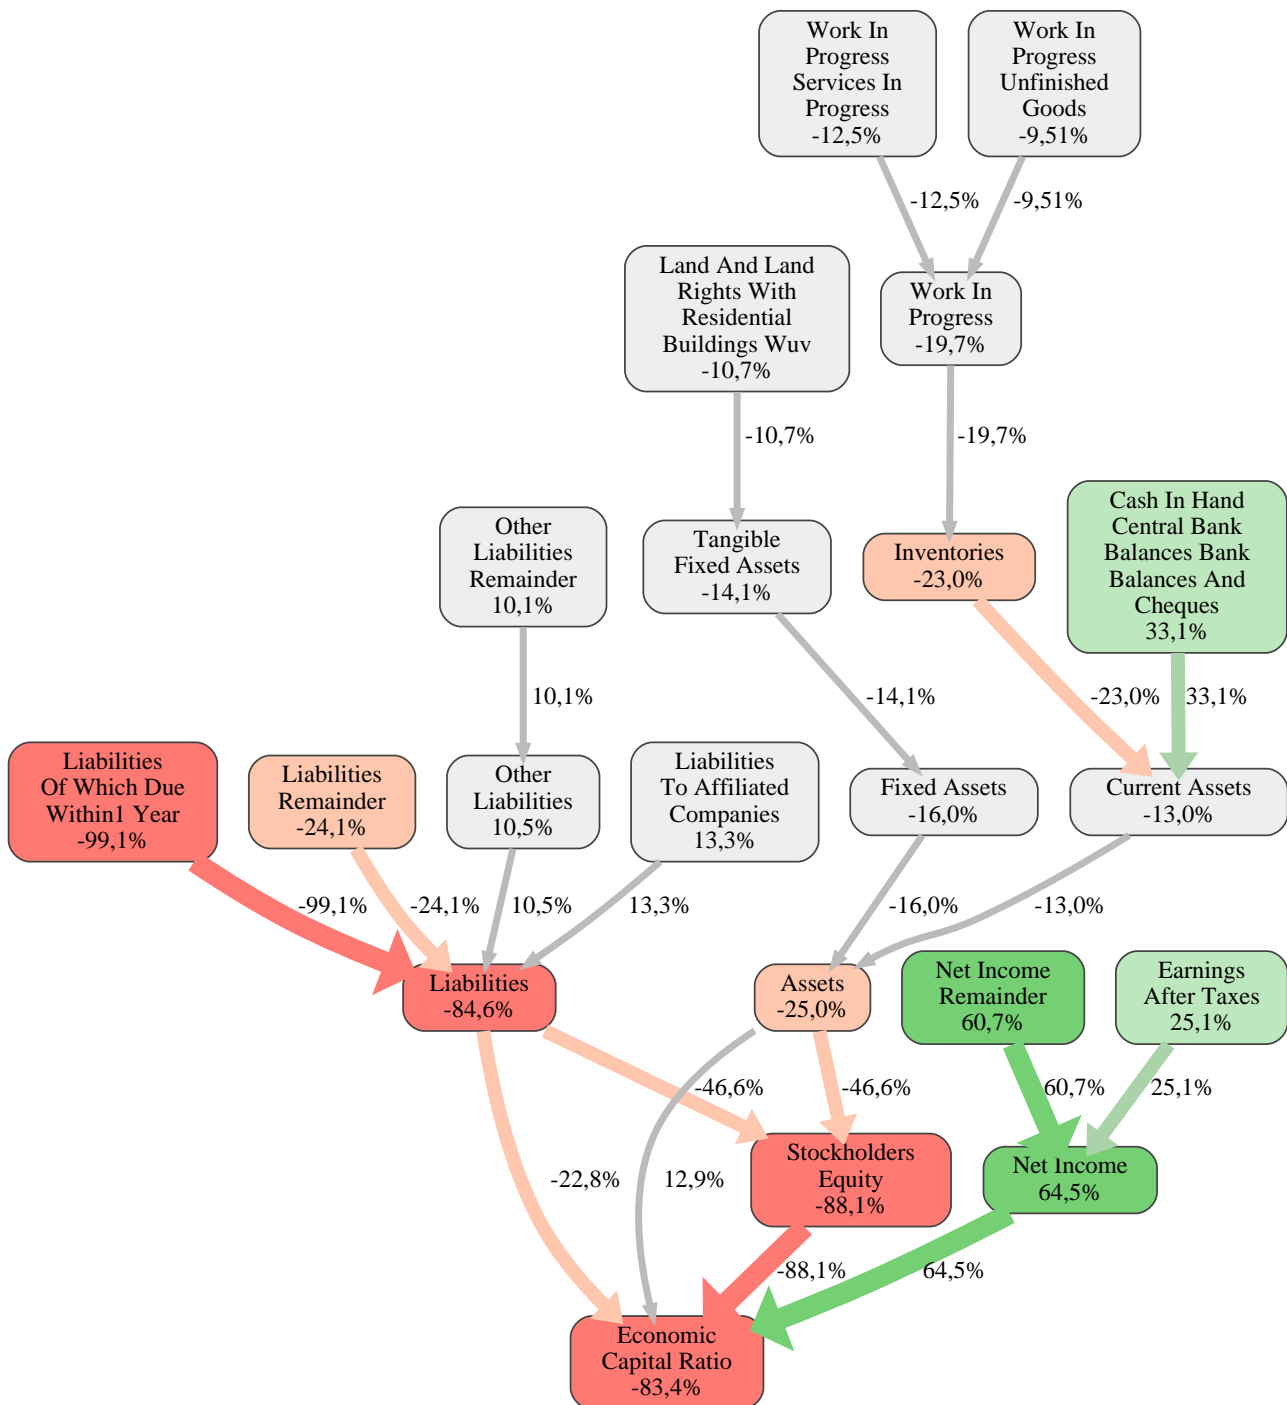 Work In
Progress
Services In
Progress
-12,5%
Work In
Progress
Unfinished
Goods
-9,51%
-12,5%
-9,51%
Land And Land
Rights With
Residential
Buildings Wuv
-10,7%
Work In
Progress
-19,7%
-10,7%
-19,7%
Other
Liabilities
Remainder
10,1%
Tangible
Fixed Assets
-14,1%
Inventories
-23,0%
Cash In Hand
Central Bank
Balances Bank
Balances And
Cheques
33,1%
10,1%
-14,1%
-23,0%
33,1%
Liabilities
Of Which Due
Within1 Year
-99,1%
Liabilities
Remainder
-24,1%
Other
Liabilities
10,5%
Liabilities
To Affiliated
Companies
13,3%
Fixed Assets
-16,0%
Current Assets
-13,0%
-99,1%
-24,1%
10,5%
13,3%
-16,0%
-13,0%
Liabilities
-84,6%
Assets
-25,0%
Net Income
Remainder
60,7%
Earnings
After Taxes
25,1%
-46,6%
-46,6%
60,7%
25,1%
Stockholders
Equity
-88,1%
Net Income
64,5%
-22,8%
12,9%
-88,1%
64,5%
Economic
Capital Ratio
-83,4%